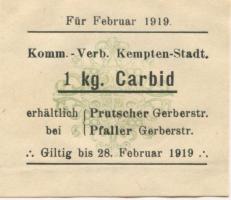 Für Februar 1919.
Komm.-Verb. Kempten-Stadt.
1 kg. Carbid
erhältlich { Prutscher Gerberstr.
bei { Pfaller Gerberstr.
∴ Giltig bis 28. Februar 1919 ∴